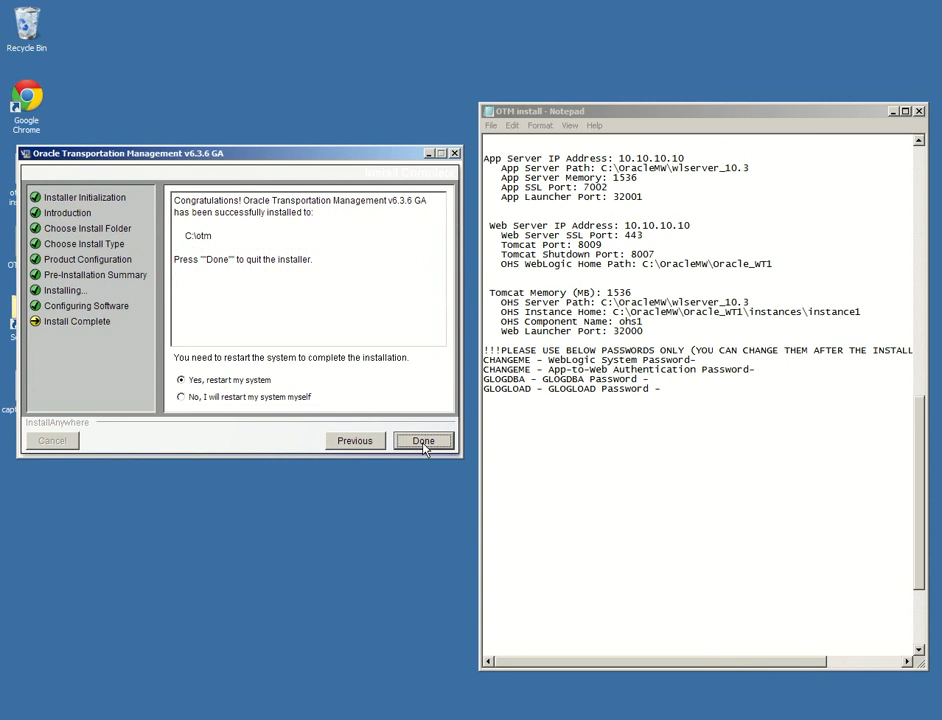 Recycle Bin
Google
Chrome
Oracle Transportation Management v6.3.6 GA
Install Complete
Installer Initialization
Introduction
Choose Install Folder
Choose Install Type
Product Configuration
Pre-Installation Summary
Installing...
Configuring Software
Install Complete
Congratulations! Oracle Transportation Management v6.3.6 GA
has been successfully installed to:
C:\otm
Press ""Done"" to quit the installer.
You need to restart the system to complete the installation.
Yes, restart my system
No, I will restart my system myself
InstallAnywhere
Cancel
Previous
Done
OTM install - Notepad
File Edit Format View Help
App Server IP Address: 10.10.10.10
App Server Path: C:\OracleMW\wlserver_10.3
App Server Memory: 1536
App SSL Port: 7002
App Launcher Port: 32001
Web Server IP Address: 10.10.10.10
Web Server SSL Port: 443
Tomcat Port: 8009
Tomcat Shutdown Port: 8007
OHS WebLogic Home Path: C:\OracleMW\Oracle_WT1
Tomcat Memory (MB): 1536
OHS Server Path: C:\OracleMW\wlserver_10.3
OHS Instance Home: C:\OracleMW\Oracle_WT1\instances\instance1
OHS Component Name: ohs1
Web Launcher Port: 32000
!!!PLEASE USE BELOW PASSWORDS ONLY (YOU CAN CHANGE THEM AFTER THE INSTALL
CHANGEME - WebLogic System Password-
CHANGEME - App-to-Web Authentication Password-
GLOGDBA - GLOGDBA Password -
GLOGLOAD - GLOGLOAD Password -